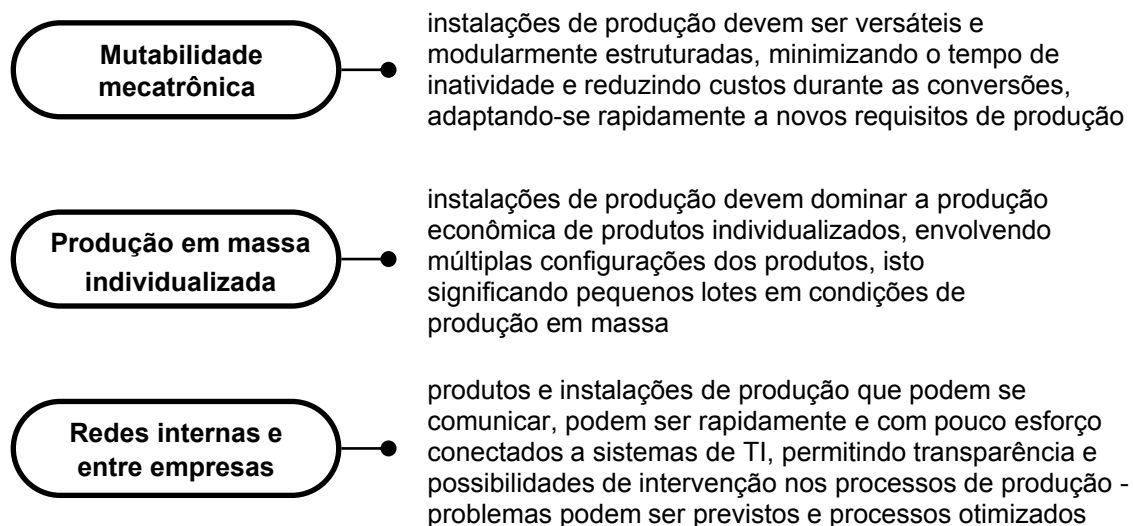 Mutabilidade
mecatrônica
instalações de produção devem ser versáteis e
modularmente estruturadas, minimizando o tempo de
inatividade e reduzindo custos durante as conversões,
adaptando-se rapidamente a novos requisitos de produção
Produção em massa
individualizada
instalações de produção devem dominar a produção
econômica de produtos individualizados, envolvendo
múltiplas configurações dos produtos, isto
significando pequenos lotes em condições de
produção em massa
Redes internas e
entre empresas
produtos e instalações de produção que podem se
comunicar, podem ser rapidamente e com pouco esforço
conectados a sistemas de TI, permitindo transparência e
possibilidades de intervenção nos processos de produção -
problemas podem ser previstos e processos otimizados